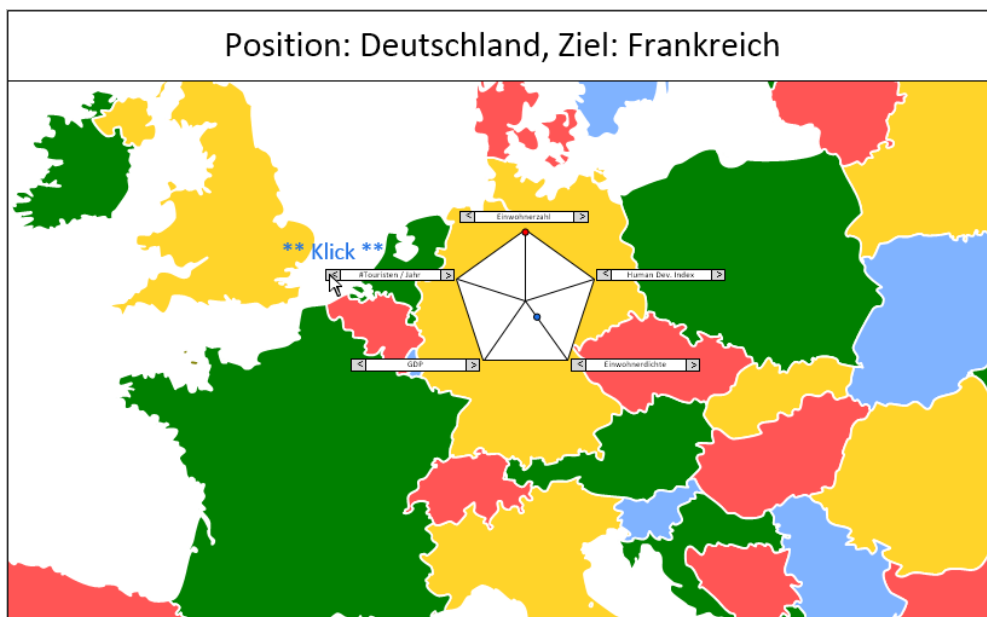 Position: Deutschland, Ziel: Frankreich
< Einwohnerzahl >
** Klick **
< #Touristen / Jahr >
< Human Dev. Index >
< GDP >
< Einwohnerdichte >